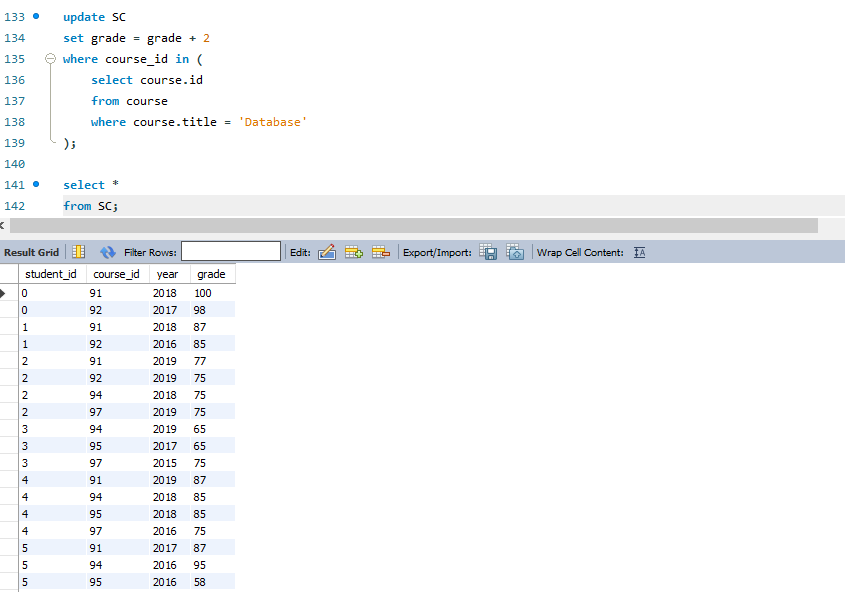 133 update SC
134 set grade = grade + 2
135 where course_id in (
136 select course.id
137 from course
138 where course.title = 'Database'
139 );
140
141 select *
142 from SC;
Result Grid Filter Rows: Edit: Export/Import: Wrap Cell Content: IA
student_id course_id year grade
0 91 2018 100
0 92 2017 98
1 91 2018 87
1 92 2016 85
2 91 2019 77
2 92 2019 75
2 94 2018 75
2 97 2019 75
3 94 2019 65
3 95 2017 65
3 97 2015 75
4 91 2019 87
4 94 2018 85
4 95 2018 85
4 97 2016 75
5 91 2017 87
5 94 2016 95
5 95 2016 58